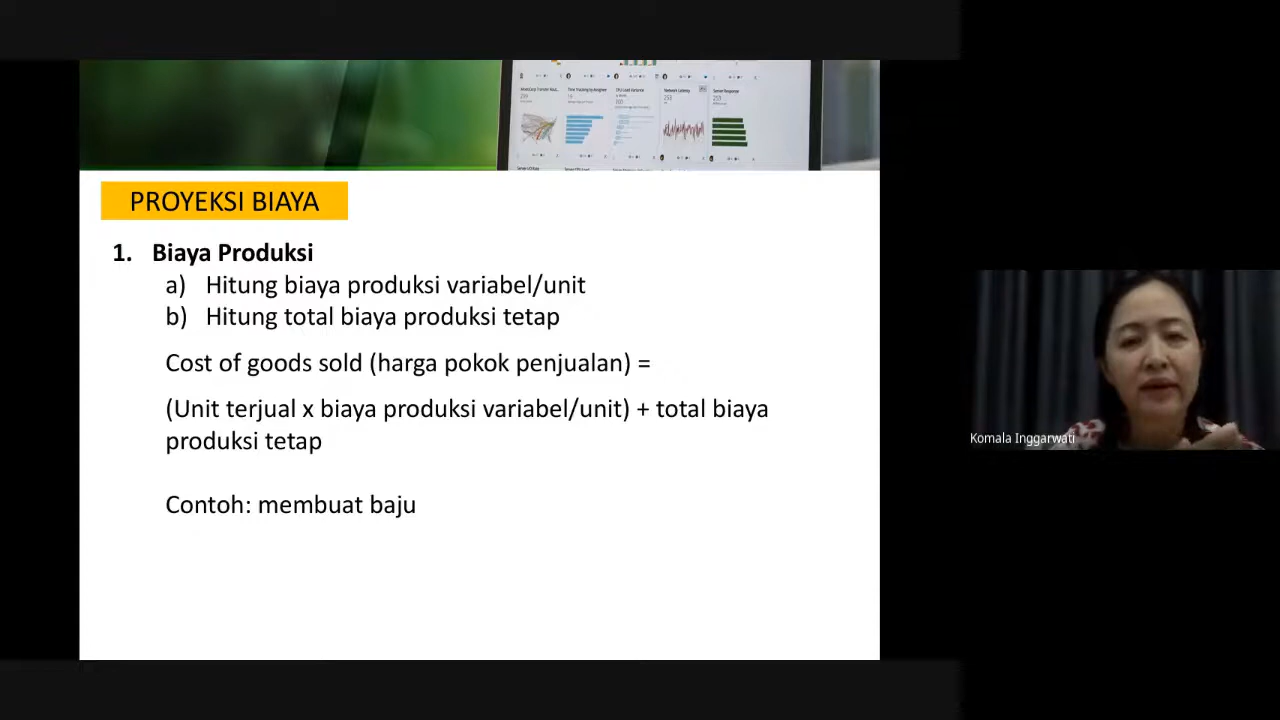 PROYEKSI BIAYA
1. Biaya Produksi
a) Hitung biaya produksi variabel/unit
b) Hitung total biaya produksi tetap
Cost of goods sold (harga pokok penjualan) =
(Unit terjual x biaya produksi variabel/unit) + total biaya
produksi tetap
Contoh: membuat baju
Komala Inggarwati